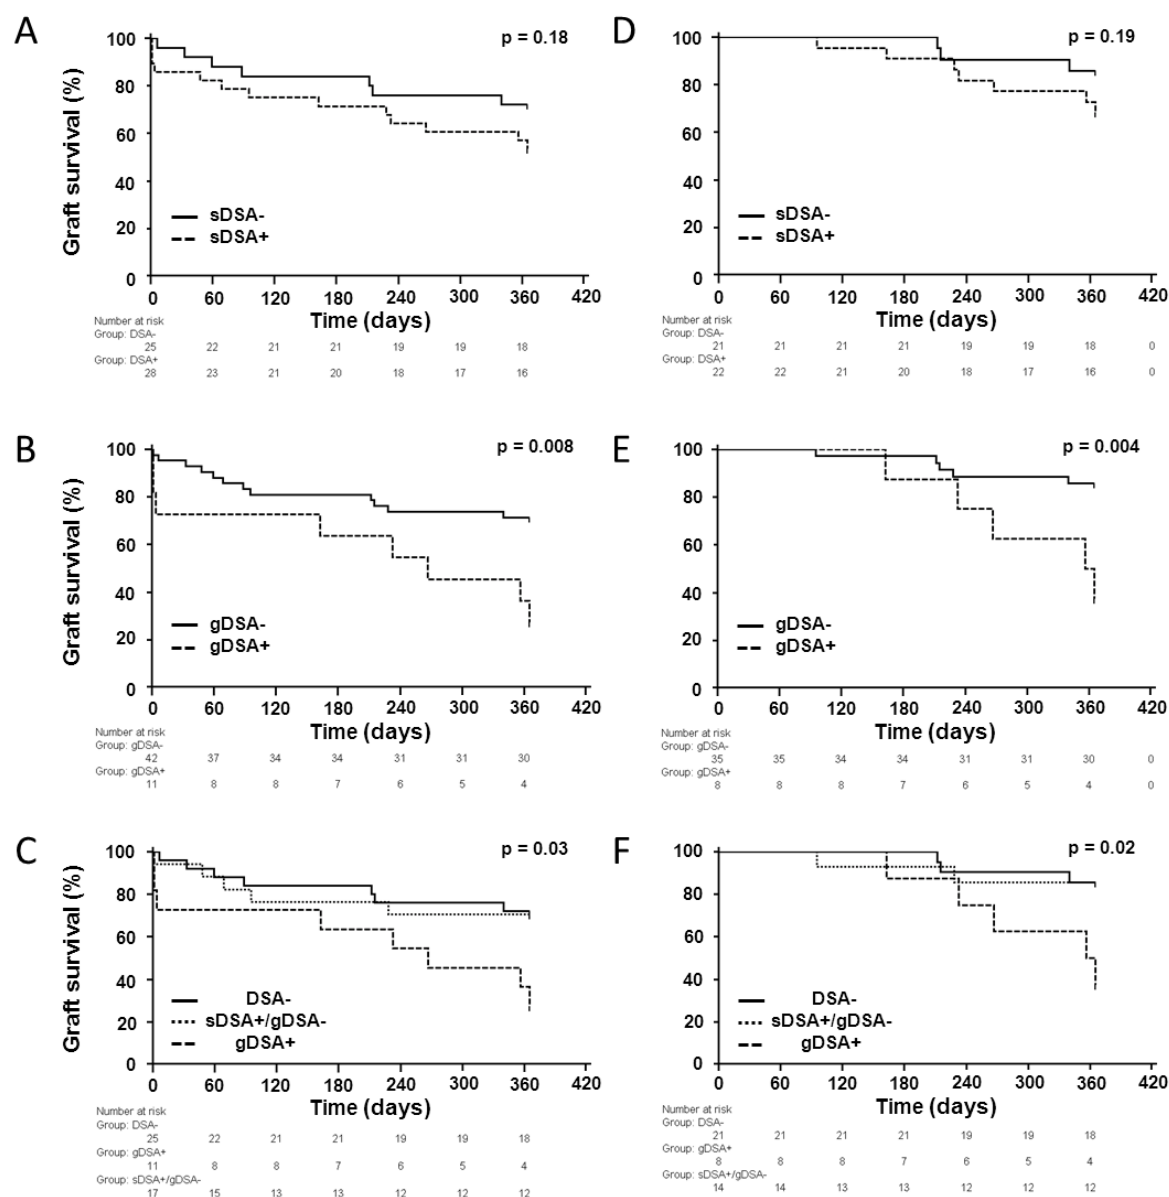 A
p = 0.18
Graft survival (%)
100
80
60
40
20
0
sDSA-
sDSA+
0 60 120 180 240 300 360 420
Time (days)
Number at risk
Group: DSA-
25 22 21 21 19 19 18
Group: DSA+
28 23 21 20 18 17 16
D
p = 0.19
100
80
60
40
20
0
sDSA-
sDSA+
0 60 120 180 240 300 360 420
Time (days)
Number at risk
Group: DSA-
21 21 21 21 19 19 18 0
Group: DSA+
22 22 21 20 18 17 16 0
B
p = 0.008
Graft survival (%)
100
80
60
40
20
0
gDSA-
gDSA+
0 60 120 180 240 300 360 420
Time (days)
Number at risk
Group: gDSA-
42 37 34 34 31 31 30
Group: gDSA+
11 8 8 7 6 5 4
E
p = 0.004
100
80
60
40
20
0
gDSA-
gDSA+
0 60 120 180 240 300 360 420
Time (days)
Number at risk
Group: gDSA-
35 35 34 34 31 31 30 0
Group: gDSA+
8 8 8 7 6 5 4 0
C
p = 0.03
Graft survival (%)
100
80
60
40
20
0
DSA-
sDSA+/gDSA-
gDSA+
0 60 120 180 240 300 360 420
Time (days)
Number at risk
Group: DSA-
25 22 21 21 19 19 18
Group: gDSA+
11 8 8 7 6 5 4
Group: sDSA+/gDSA-
17 15 13 13 12 12 12
F
p = 0.02
100
80
60
40
20
0
DSA-
sDSA+/gDSA-
gDSA+
0 60 120 180 240 300 360 420
Time (days)
Number at risk
Group: DSA-
21 21 21 21 19 19 18
Group: gDSA+
8 8 8 7 6 5 4
Group: sDSA+/gDSA-
14 14 13 13 12 12 12